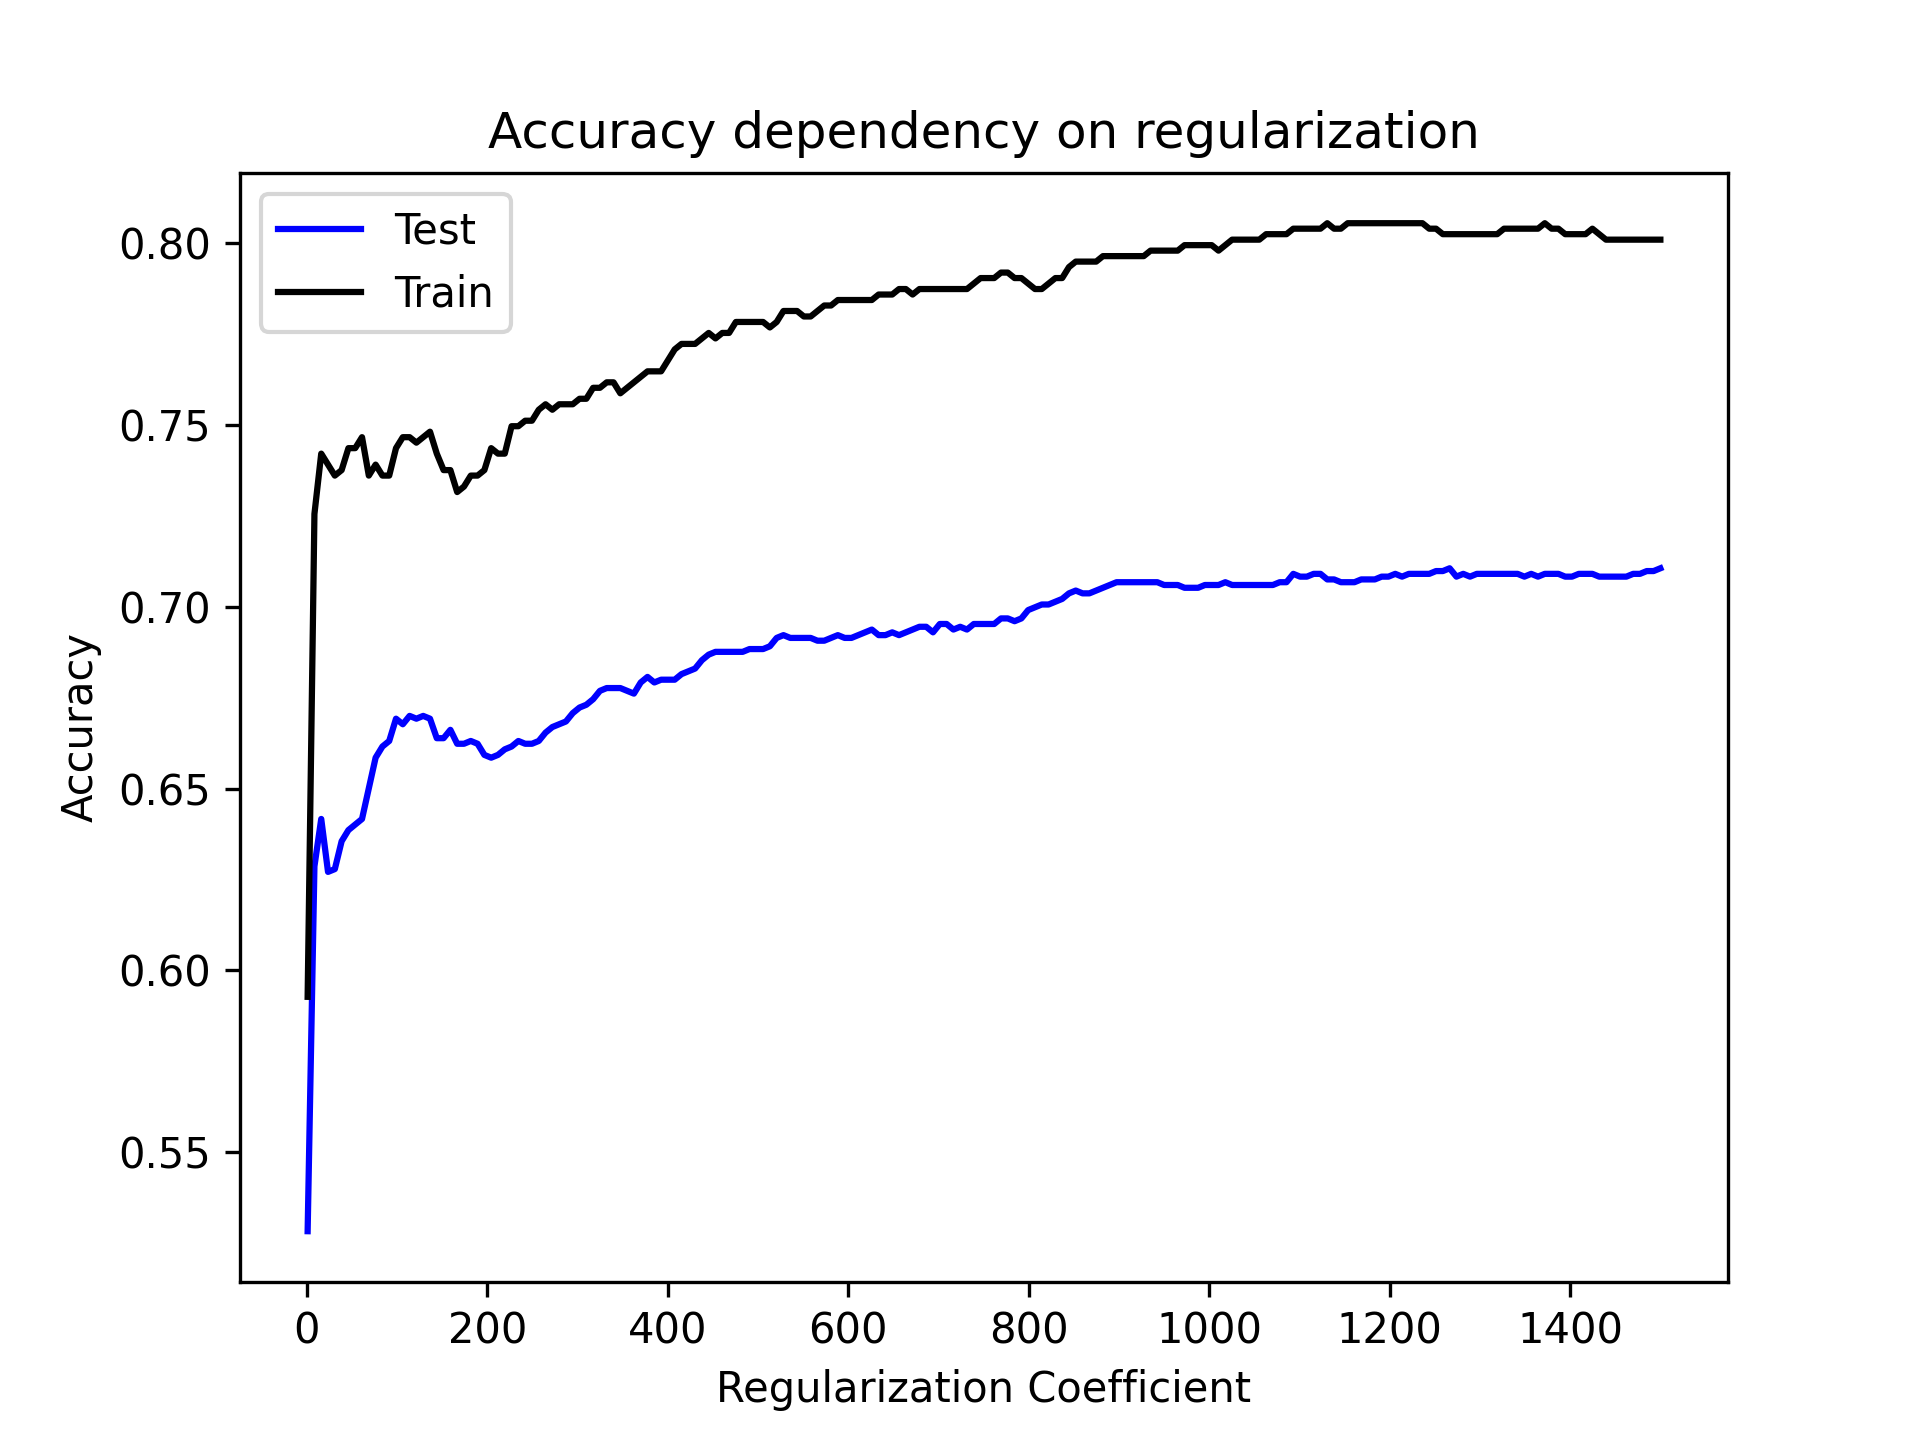 Accuracy dependency on regularization
Test
Train
0.80
0.75
0.70
0.65
0.60
0.55
Accuracy
0 200 400 600 800 1000 1200 1400
Regularization Coefficient